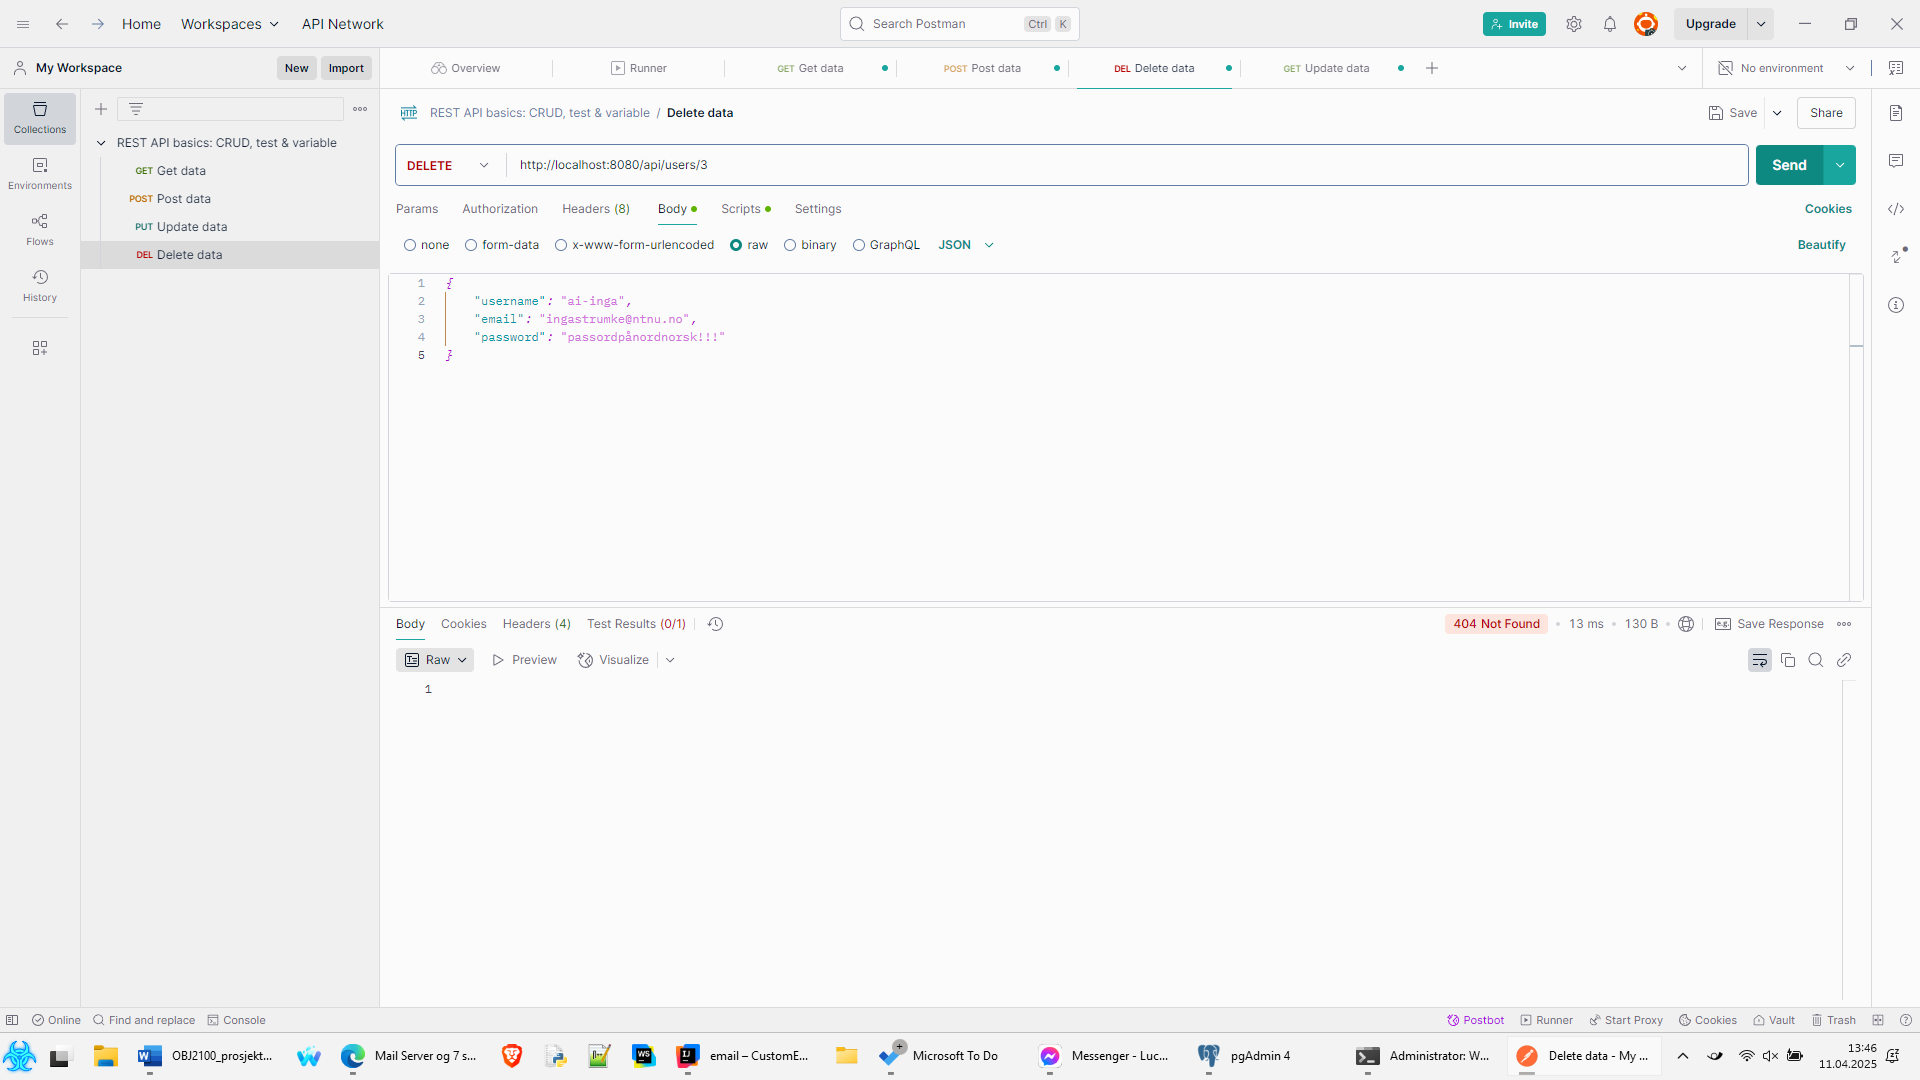 Home Workspaces API Network Search Postman Ctrl K Invite Upgrade
My Workspace New Import Overview Runner GET Get data POST Post data DEL Delete data GET Update data No environment
Collections
Environments
Flows
History
REST API basics: CRUD, test & variable
GET Get data
POST Post data
PUT Update data
DEL Delete data
HTTP REST API basics: CRUD, test & variable / Delete data Save Share
DELETE http://localhost:8080/api/users/3 Send
Params Authorization Headers (8) Body Scripts Settings Cookies
none form-data x-www-form-urlencoded raw binary GraphQL JSON Beautify
1 {
2 "username": "ai-inga",
3 "email": "ingastrumke@ntnu.no",
4 "password": "passordpånordnorsk!!!"
5 }
Body Cookies Headers (4) Test Results (0/1) 404 Not Found • 13 ms • 130 B • e.g. Save Response
Raw Preview Visualize
1
Online Find and replace Console Postbot Runner Start Proxy Cookies Vault Trash
OBJ2100_prosjekt... Mail Server og 7 s... WS email – CustomE... Microsoft To Do Messenger - Luc... pgAdmin 4 Administrator: W... Delete data - My ... 13:46
11.04.2025